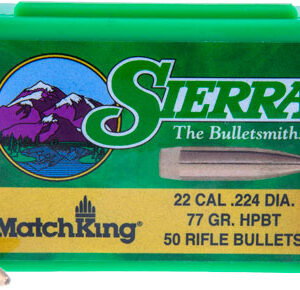 SIERRA
The Bulletsmiths
MatchKing®
22 CAL .224 DIA.
77 GR. HPBT
50 RIFLE BULLETS